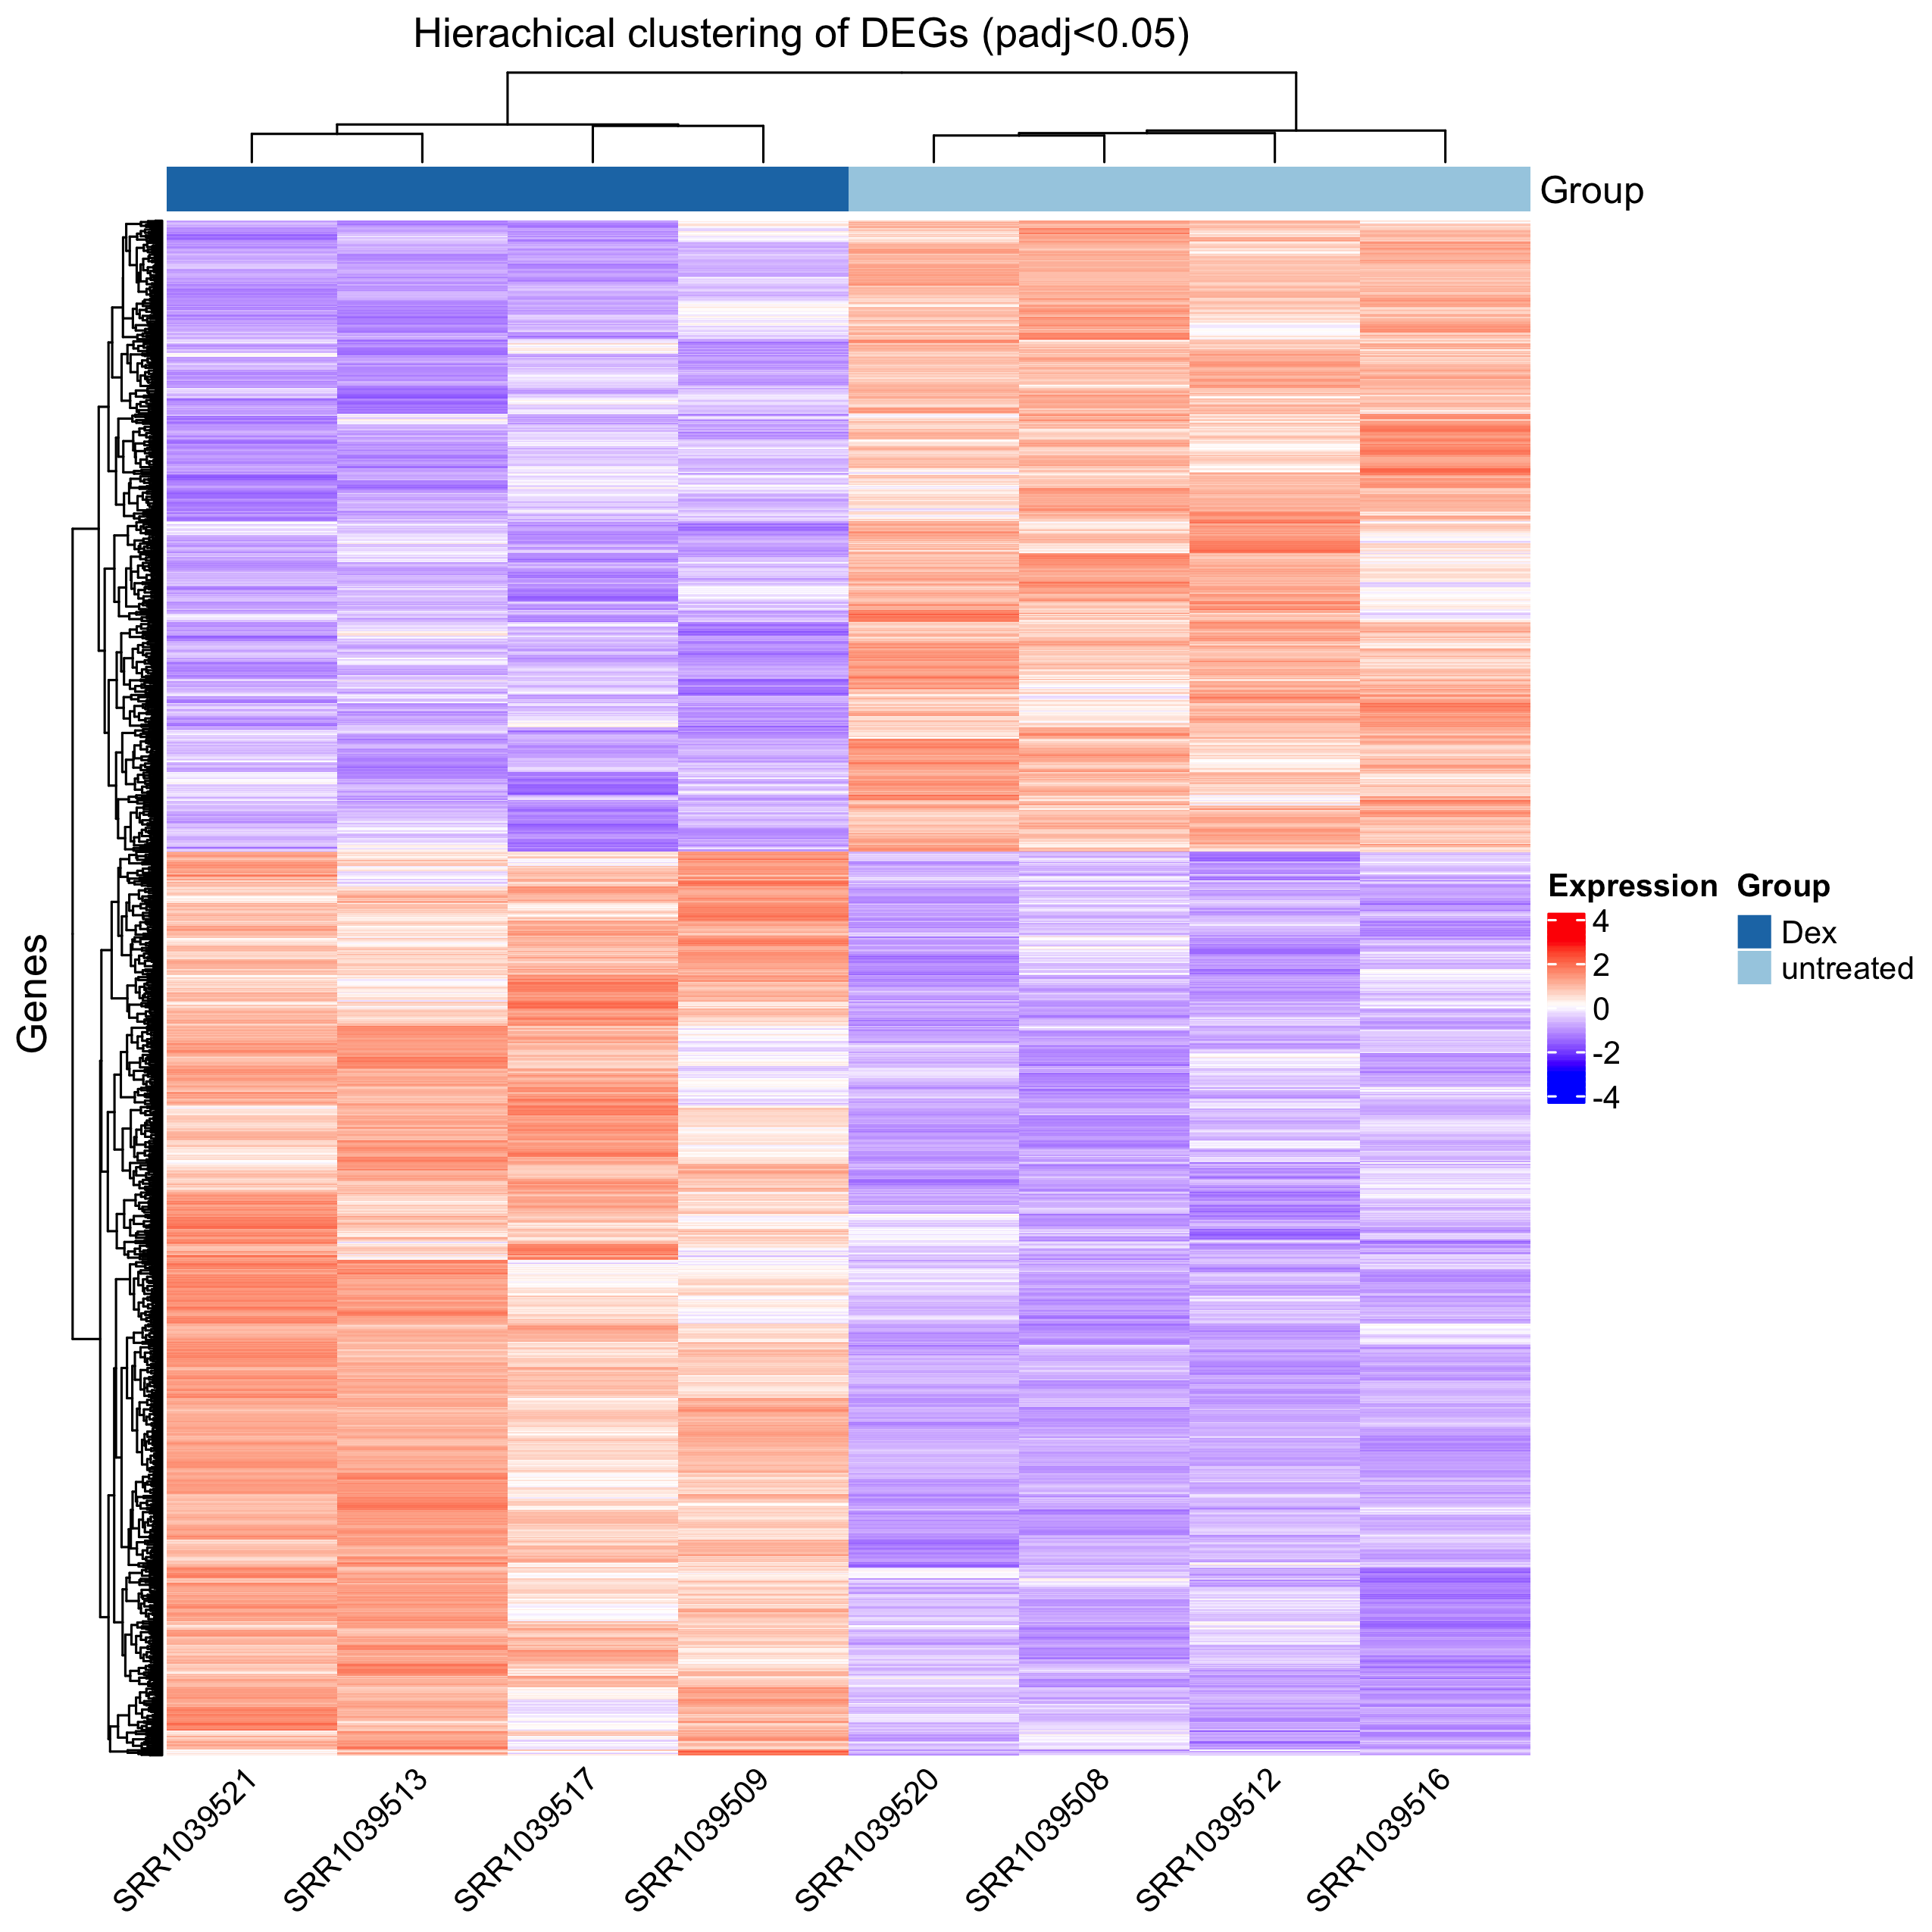 Hierachical clustering of DEGs (padj<0.05)
Group
Genes
Expression
4
2
0
-2
-4
Group
Dex
untreated
SRR1039521
SRR1039513
SRR1039517
SRR1039509
SRR1039520
SRR1039508
SRR1039512
SRR1039516